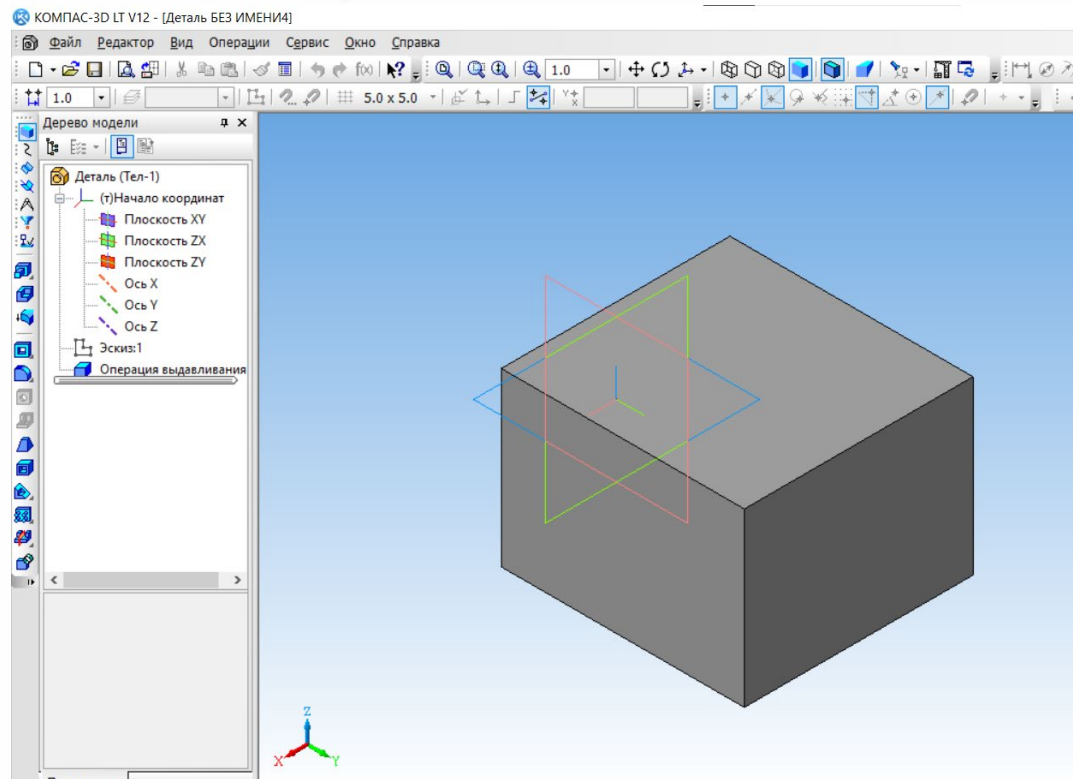 КОМПАС-3D LT V12 - [Деталь БЕЗ ИМЕНИ4]
Файл Редактор Вид Операции Сервис Окно Справка
f(x) 1.0
1.0 5.0 x 5.0
Дерево модели
Деталь (Тел-1)
(т)Начало координат
Плоскость XY
Плоскость ZX
Плоскость ZY
Ось X
Ось Y
Ось Z
Эскиз:1
Операция выдавливания
Z
X Y